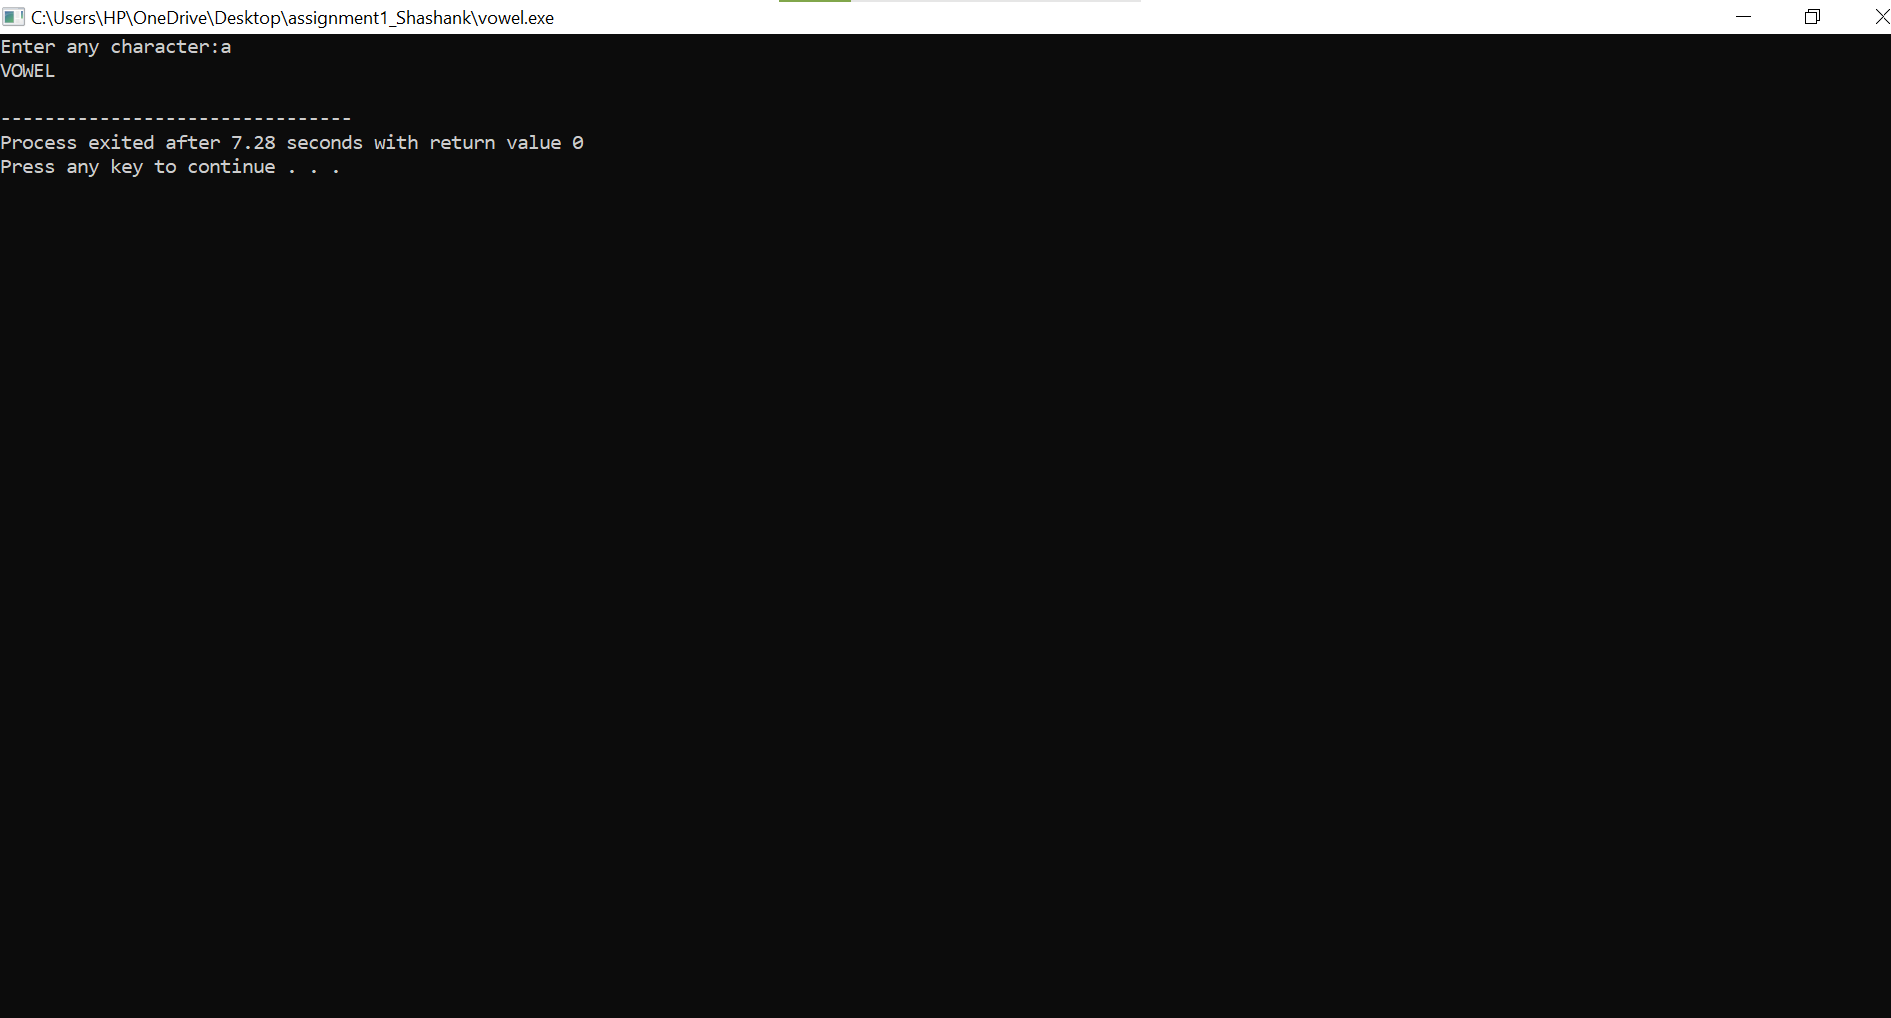 C:\Users\HP\OneDrive\Desktop\assignment1_Shashank\vowel.exe
Enter any character:a
VOWEL
--------------------------------
Process exited after 7.28 seconds with return value 0
Press any key to continue . . .